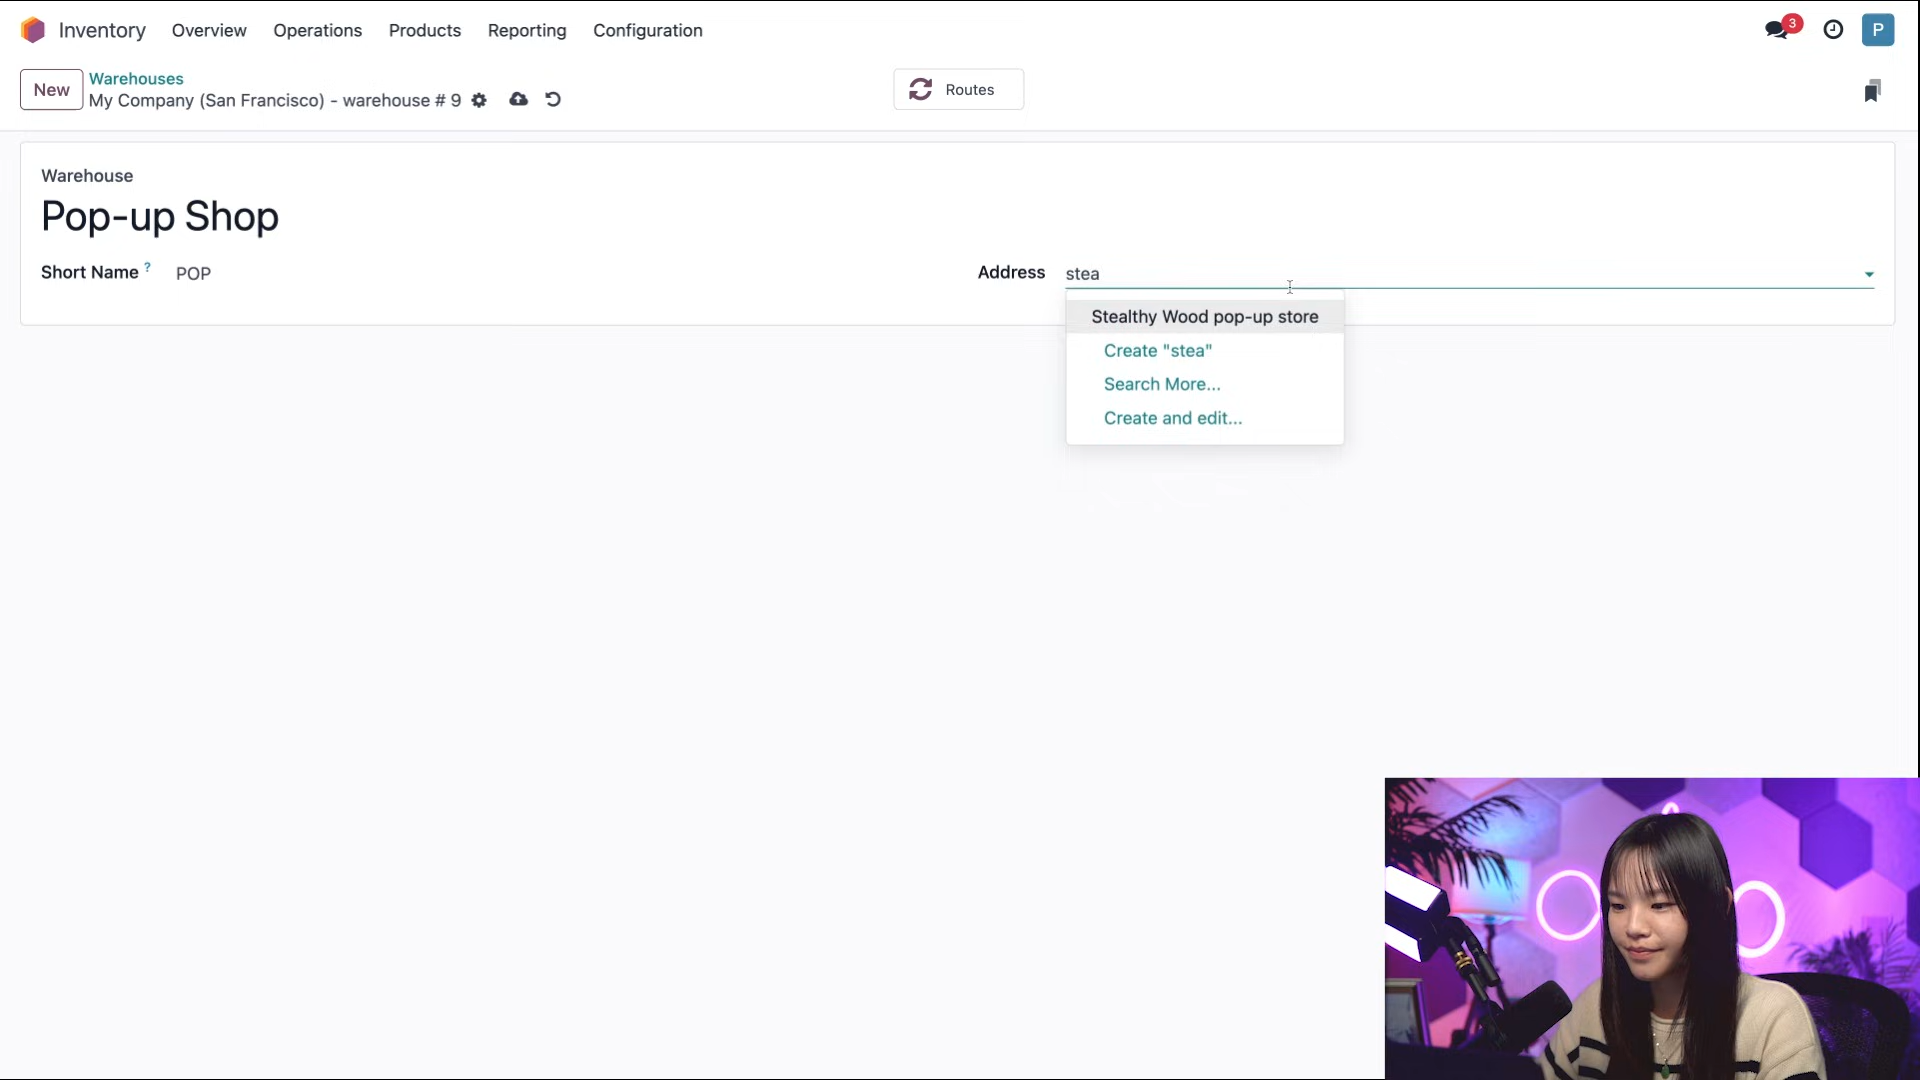 Inventory Overview Operations Products Reporting Configuration 3 P
New Warehouses
My Company (San Francisco) - warehouse # 9
Routes
Warehouse
Pop-up Shop
Short Name ? POP
Address stea
Stealthy Wood pop-up store
Create "stea"
Search More...
Create and edit...